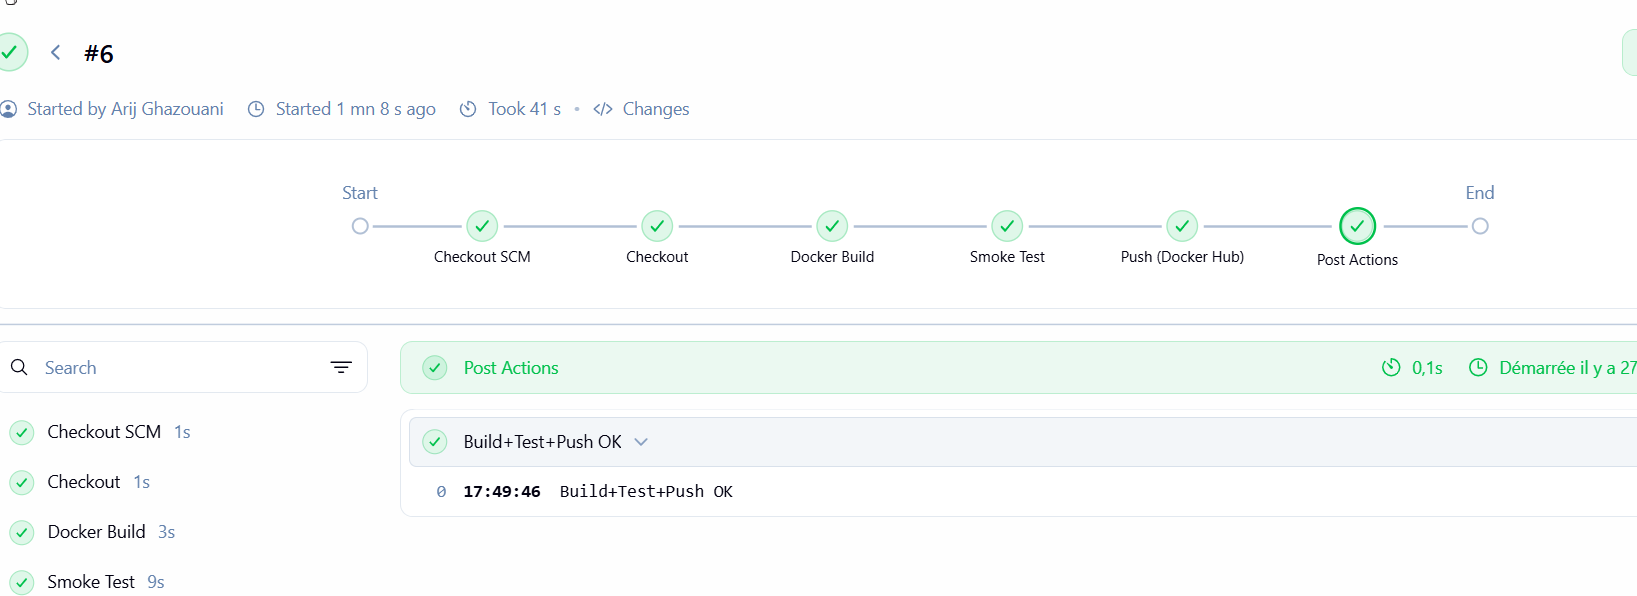 #6
Started by Arij Ghazouani Started 1 mn 8 s ago Took 41 s • </> Changes
Start End
Checkout SCM Checkout Docker Build Smoke Test Push (Docker Hub) Post Actions
Search
Checkout SCM 1s
Checkout 1s
Docker Build 3s
Smoke Test 9s
Post Actions 0,1s Démarrée il y a 27
Build+Test+Push OK
0 17:49:46 Build+Test+Push OK